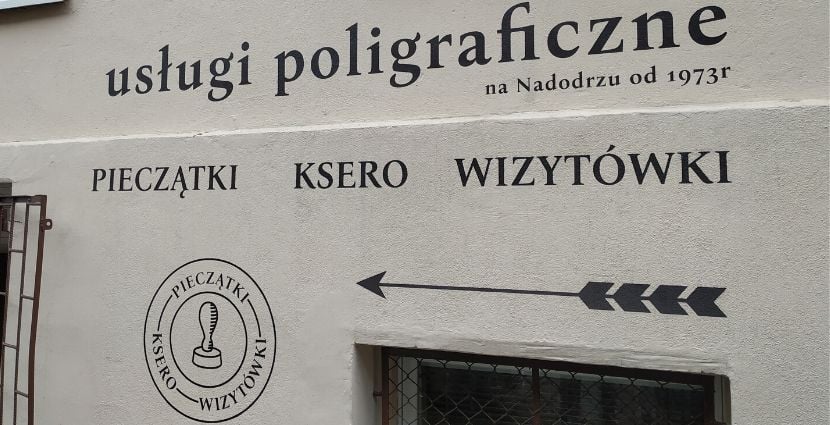 usługi poligraficzne
na Nadodrzu od 1973r
PIECZĄTKI KSERO WIZYTÓWKI
PIECZĄTKI
KSERO
WIZYTÓWKI